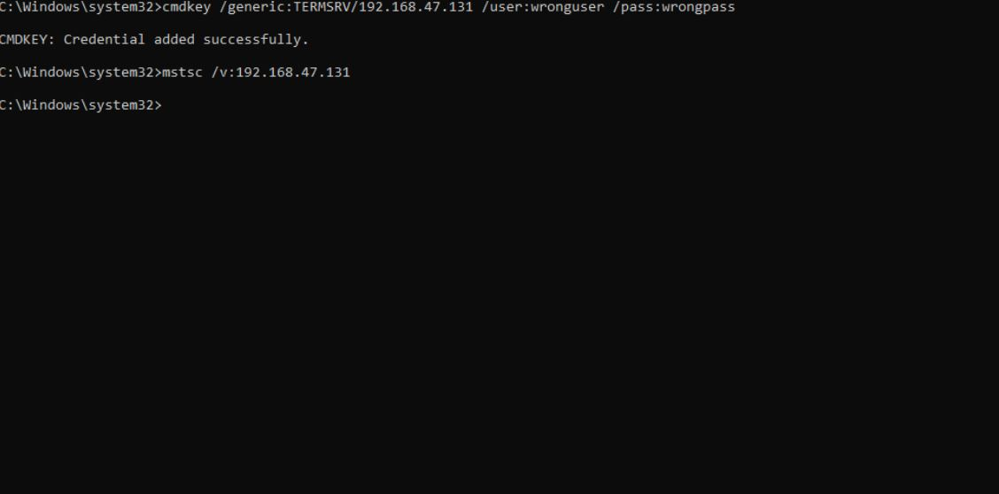 C:\Windows\system32>cmdkey /generic:TERMSRV/192.168.47.131 /user:wronguser /pass:wrongpass
CMDKEY: Credential added successfully.
C:\Windows\system32>mstsc /v:192.168.47.131
C:\Windows\system32>